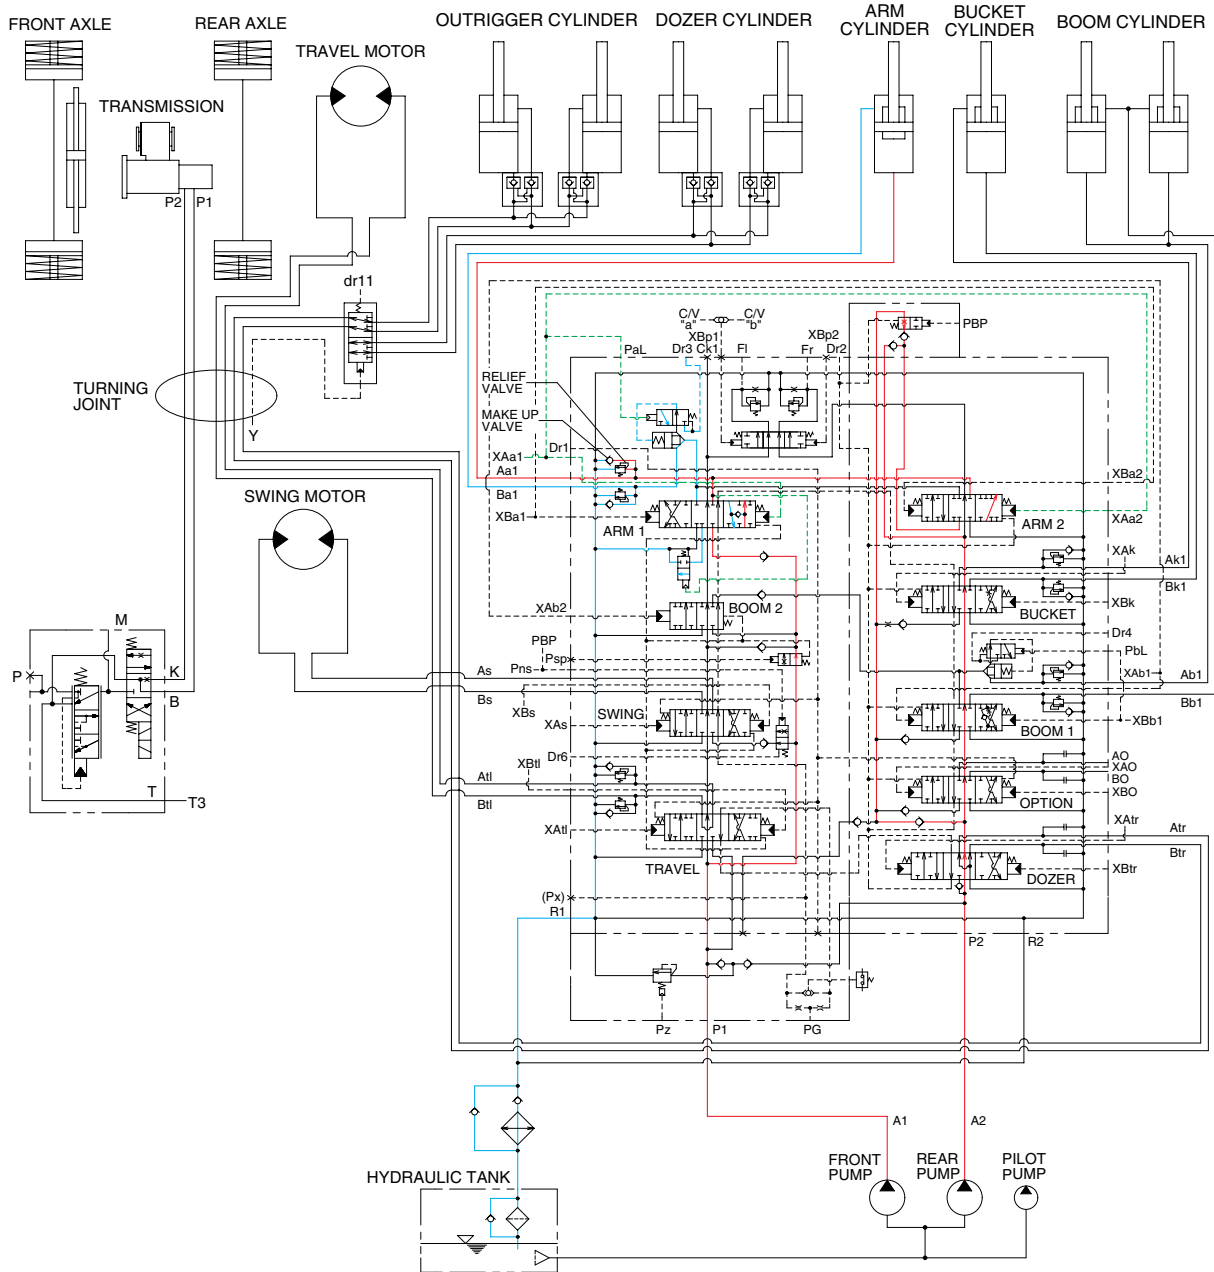 FRONT AXLE
REAR AXLE
TRAVEL MOTOR
OUTRIGGER CYLINDER
DOZER CYLINDER
ARM
CYLINDER
BUCKET
CYLINDER
BOOM CYLINDER
TRANSMISSION
P2
P1
dr11
TURNING
JOINT
Y
C/V
"a"
C/V
"b"
XBp1
XBp2
PaL
Dr3
Ck1
Fl
Fr
Dr2
PBP
RELIEF
VALVE
MAKE UP
VALVE
Dr1
XAa1
Aa1
Ba1
XBa1
ARM 1
XBa2
XAa2
ARM 2
SWING MOTOR
XAk
Ak1
Bk1
XBk
BUCKET
XAb2
BOOM 2
Dr4
PbL
XAb1
Ab1
Bb1
XBb1
BOOM 1
PBP
Psp
Pns
As
Bs
XBs
SWING
XAs
Dr6
XBtl
Atl
Btl
XAtl
TRAVEL
AO
XAO
BO
XBO
OPTION
XAtr
Atr
Btr
XBtr
DOZER
M
P
K
B
T
T3
(Px)
R1
P2
R2
Pz
P1
PG
A1
A2
FRONT
PUMP
REAR
PUMP
PILOT
PUMP
HYDRAULIC TANK